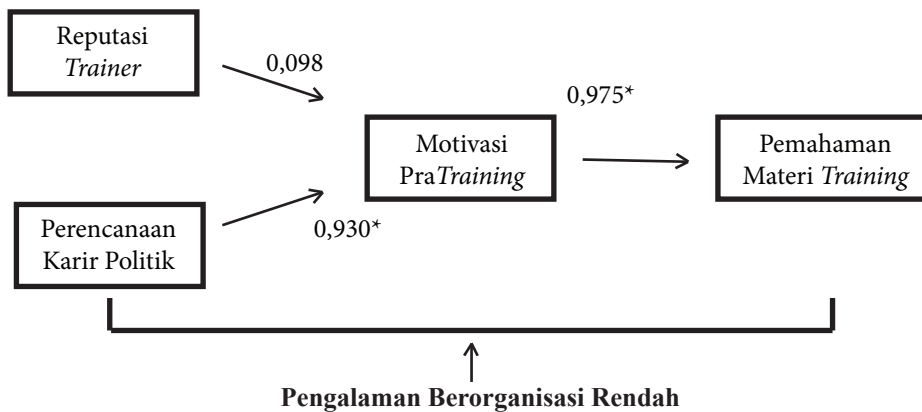 Reputasi
Trainer
0,098
0,975*
Motivasi
PraTraining
Pemahaman
Materi Training
Perencanaan
Karir Politik
0,930*
Pengalaman Berorganisasi Rendah